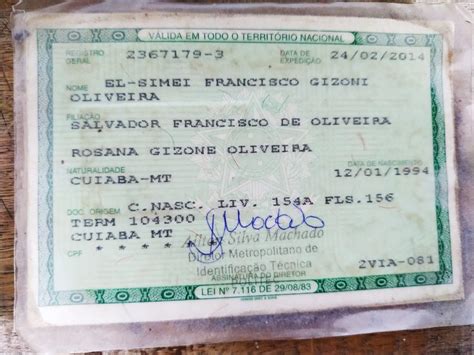 VÁLIDA EM TODO O TERRITÓRIO NACIONAL
REGISTRO GERAL 2367179-3 DATA DE EXPEDIÇÃO 24/02/2014
NOME EL-SIMEI FRANCISCO GIZONI
OLIVEIRA
FILIAÇÃO
SALVADOR FRANCISCO DE OLIVEIRA
ROSANA GIZONE OLIVEIRA
NATURALIDADE DATA DE NASCIMENTO
CUIABA-MT 12/01/1994
DOC. ORIGEM C.NASC. LIV. 154A FLS.156
TERM 104300
CUIABA MT
CPF * * * * *
Silva Machado
Diretor Metropolitano de
Identificação Técnica
2VIA-081
ASSINATURA DO DIRETOR
LEI Nº 7.116 DE 29/08/83